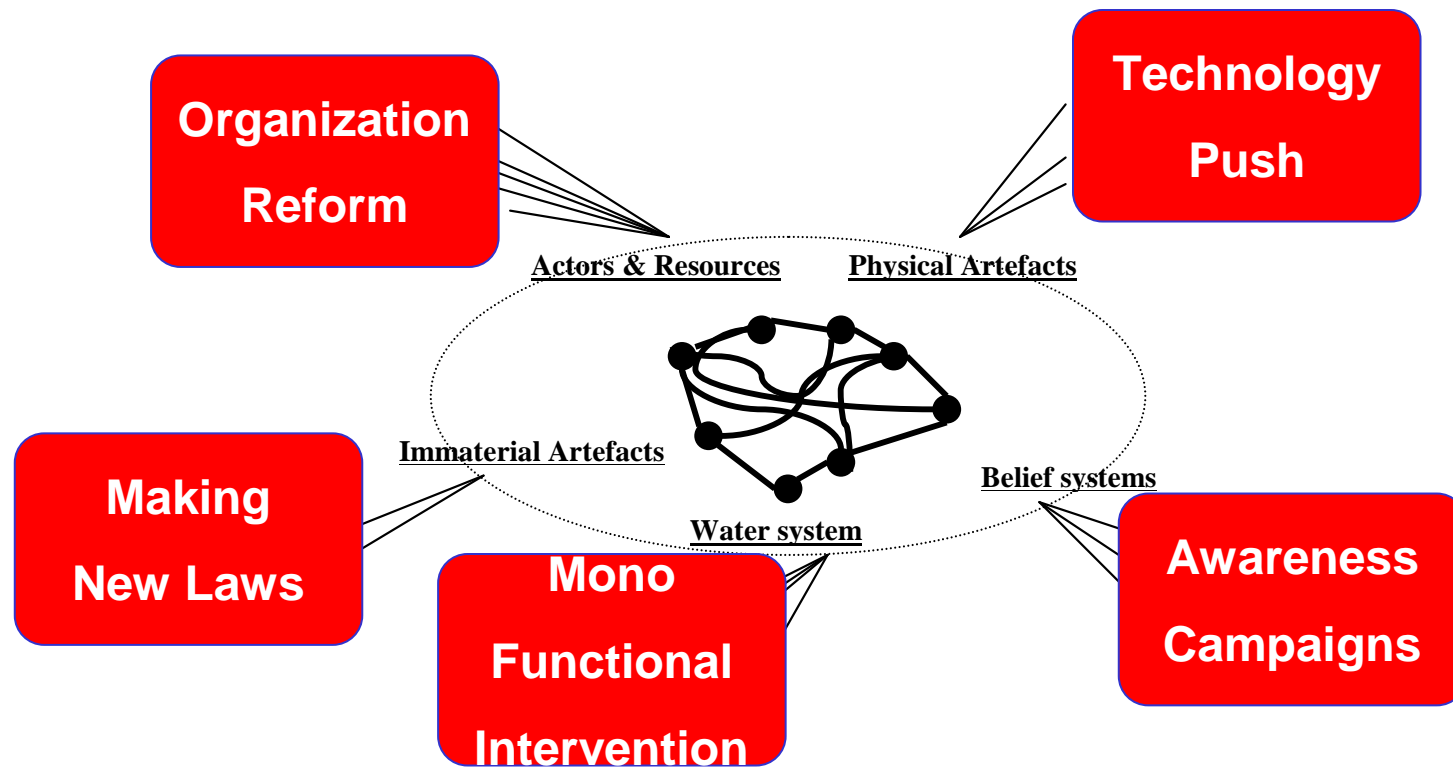 Organization
Reform
Technology
Push
Actors & Resources
Physical Artefacts
Immaterial Artefacts
Belief systems
Water system
Making
New Laws
Mono
Functional
Intervention
Awareness
Campaigns